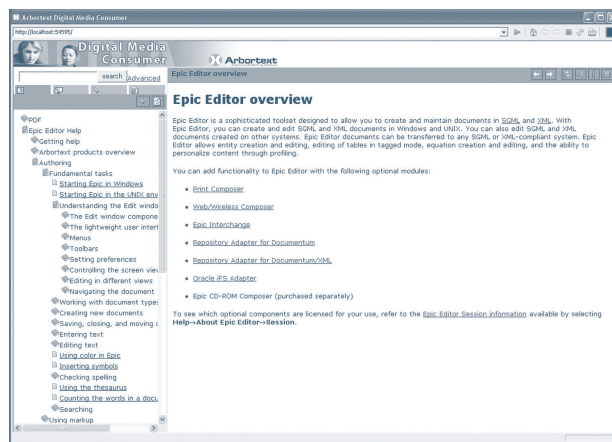 Arbortext Digital Media Consumer
http://localhost:54595/
Digital Media
Consumer
Arbortext
search Advanced
Epic Editor overview
PDF
Epic Editor Help
Getting help
Arbortext products overview
Authoring
Fundamental tasks
Starting Epic in Windows
Starting Epic in the UNIX env
Understanding the Edit windo
The Edit window compone
The lightweight user interf
Menus
Toolbars
Setting preferences
Controlling the screen view
Editing in different views
Navigating the document
Working with document types
Creating new documents
Saving, closing, and moving d
Entering text
Editing text
Using color in Epic
Inserting symbols
Checking spelling
Using the thesaurus
Counting the words in a docu
Searching
Using markup
Epic Editor overview
Epic Editor is a sophisticated toolset designed to allow you to create and maintain documents in SGML and XML. With
Epic Editor, you can create and edit SGML and XML documents in Windows and UNIX. You can also edit SGML and XML
documents created on other systems. Epic Editor documents can be transferred to any SGML or XML-compliant system. Epic
Editor allows entity creation and editing, editing of tables in tagged mode, equation creation and editing, and the ability to
personalize content through profiling.
You can add functionality to Epic Editor with the following optional modules:
• Print Composer
• Web/Wireless Composer
• Epic Interchange
• Repository Adapter for Documentum
• Repository Adapter for Documentum/XML
• Oracle iFS Adapter
• Epic CD-ROM Composer (purchased separately)
To see which optional components are licensed for your use, refer to the Epic Editor Session information available by selecting
Help→About Epic Editor→Session.